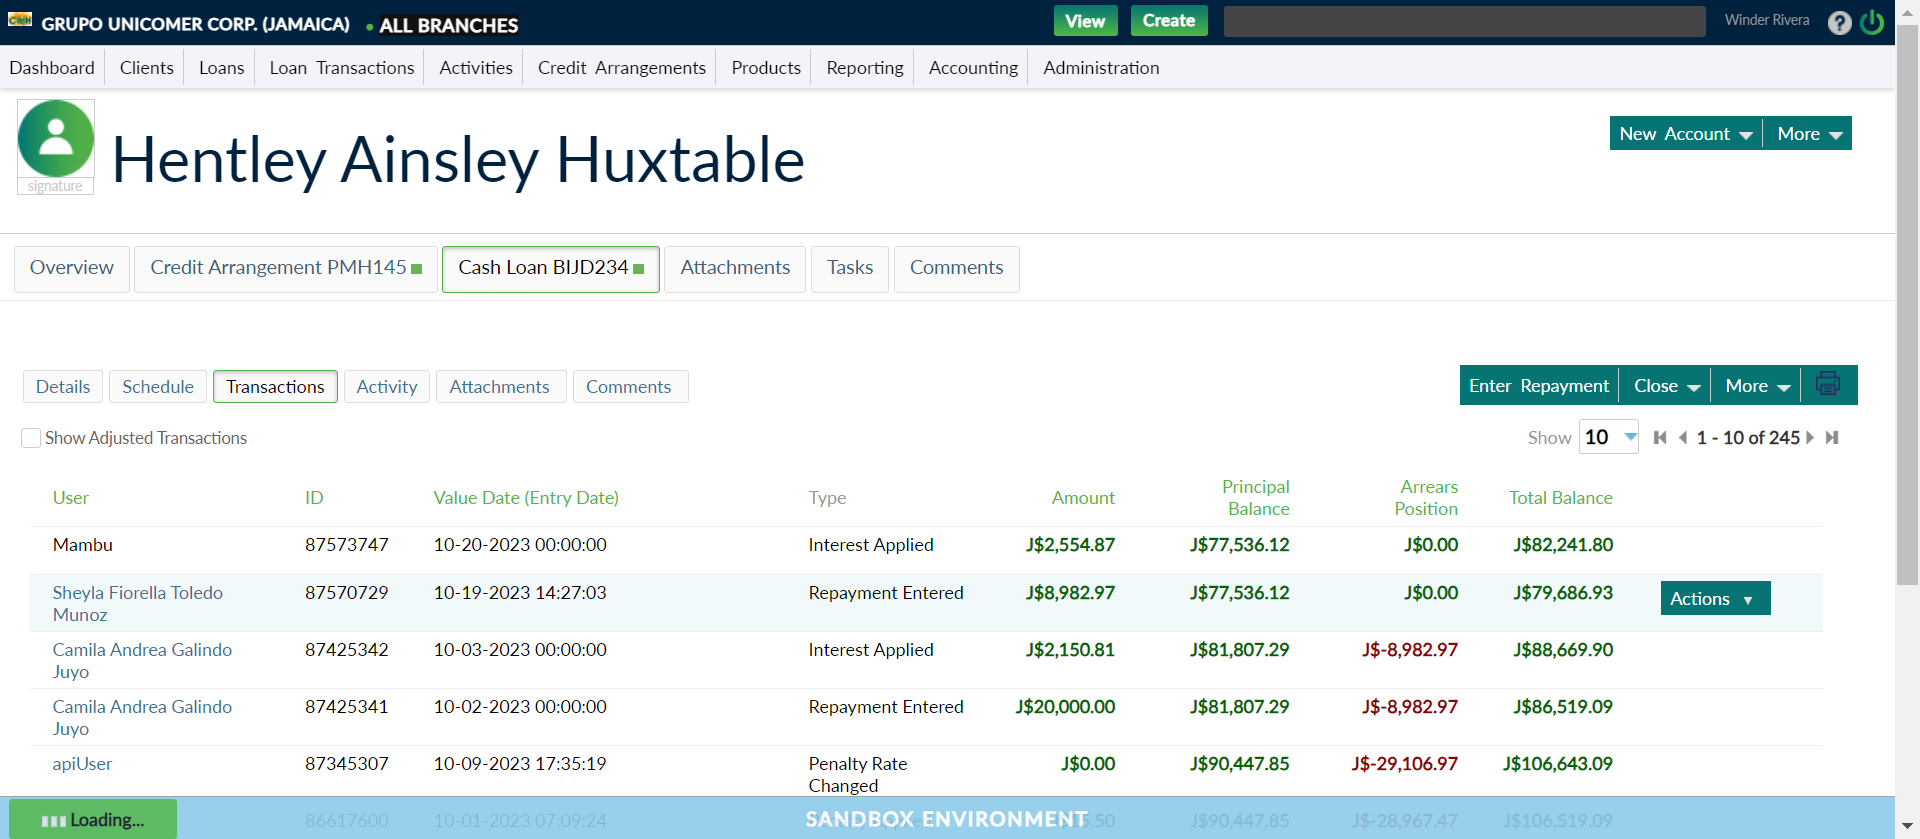 GRUPO UNICOMER CORP. (JAMAICA) ALL BRANCHES View Create Winder Rivera ?
Dashboard Clients Loans Loan Transactions Activities Credit Arrangements Products Reporting Accounting Administration
Hentley Ainsley Huxtable
signature
New Account More
Overview Credit Arrangement PMH145 Cash Loan BIJD234 Attachments Tasks Comments
Details Schedule Transactions Activity Attachments Comments
Enter Repayment Close More
Show Adjusted Transactions
Show 10 1 - 10 of 245
User ID Value Date (Entry Date) Type Amount Principal Balance Arrears Position Total Balance
Mambu 87573747 10-20-2023 00:00:00 Interest Applied J$2,554.87 J$77,536.12 J$0.00 J$82,241.80
Sheyla Fiorella Toledo Munoz 87570729 10-19-2023 14:27:03 Repayment Entered J$8,982.97 J$77,536.12 J$0.00 J$79,686.93 Actions
Camila Andrea Galindo Juyo 87425342 10-03-2023 00:00:00 Interest Applied J$2,150.81 J$81,807.29 J$-8,982.97 J$88,669.90
Camila Andrea Galindo Juyo 87425341 10-02-2023 00:00:00 Repayment Entered J$20,000.00 J$81,807.29 J$-8,982.97 J$86,519.09
apiUser 87345307 10-09-2023 17:35:19 Penalty Rate Changed J$0.00 J$90,447.85 J$-29,106.97 J$106,643.09
86617600 10-01-2023 07:09:24 J$90,447.85 J$-28,967.47 J$106,519.09
Loading... SANDBOX ENVIRONMENT